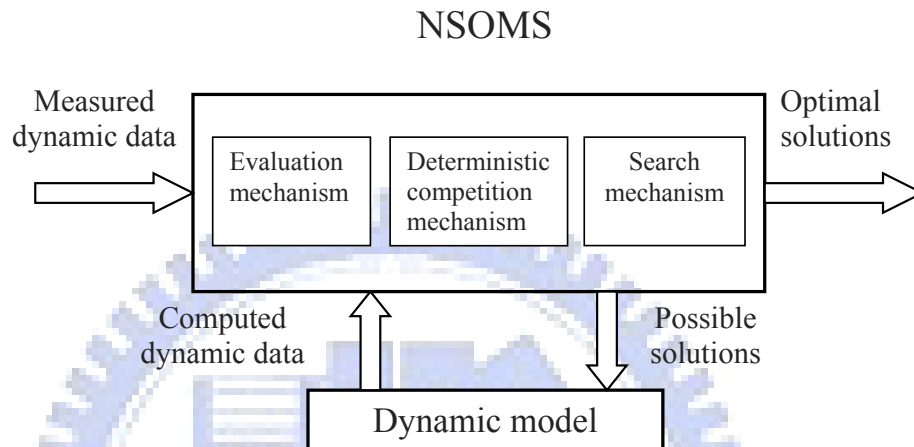 NSOMS
Measured
dynamic data
Optimal
solutions
Evaluation
mechanism
Deterministic
competition
mechanism
Search
mechanism
Computed
dynamic data
Possible
solutions
Dynamic model